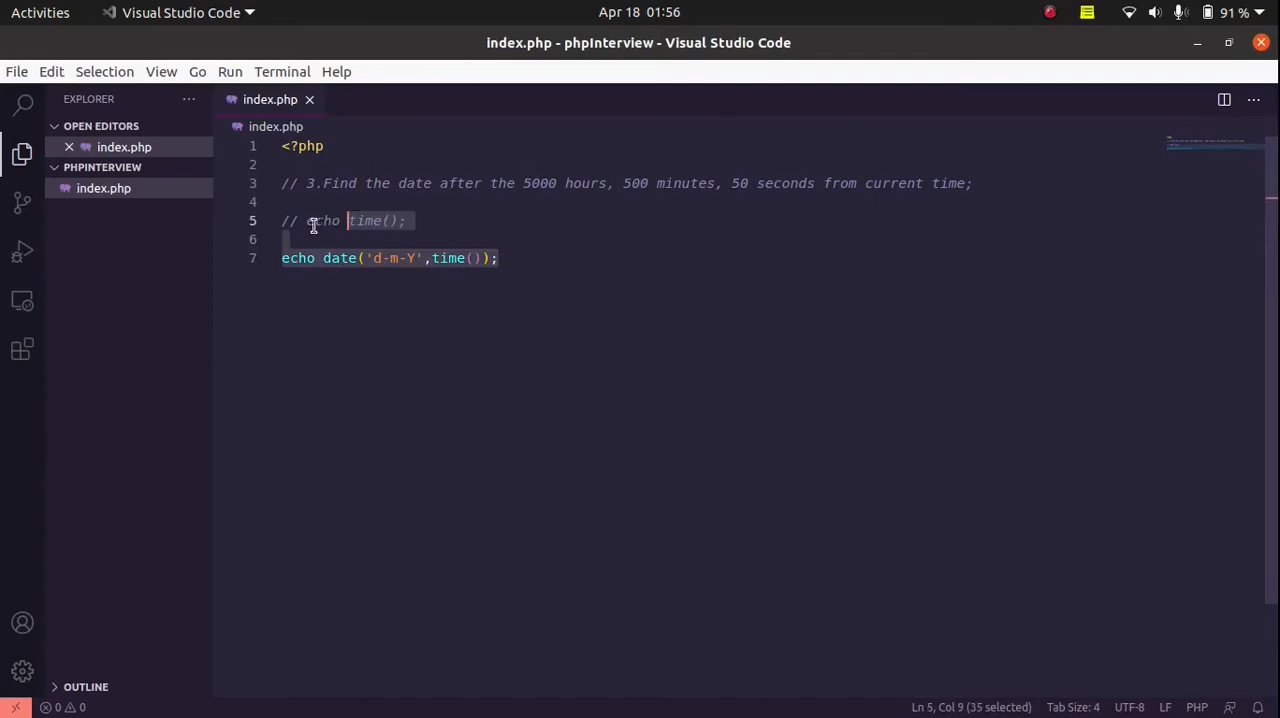 Activities Visual Studio Code Apr 18 01:56 91 %
index.php - phpInterview - Visual Studio Code
File Edit Selection View Go Run Terminal Help
EXPLORER index.php
OPEN EDITORS index.php
index.php
PHPINTERVIEW
index.php
1 <?php
2
3 // 3.Find the date after the 5000 hours, 500 minutes, 50 seconds from current time;
4
5 // echo time();
6
7 echo date('d-m-Y',time());
OUTLINE
0 0 Ln 5, Col 9 (35 selected) Tab Size: 4 UTF-8 LF PHP